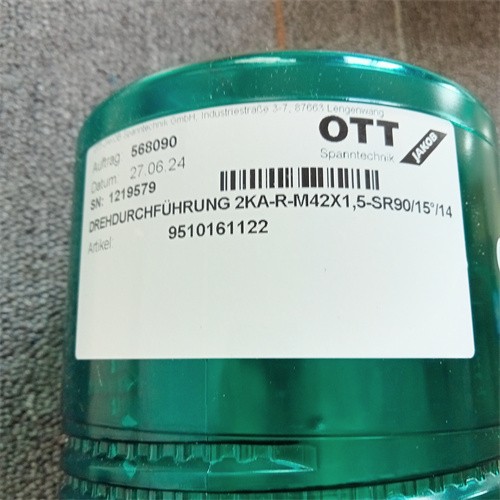 Spanntechnik GmbH, Industriestraße 3-7, 87663 Lengenwang
OTT
Spanntechnik
JAKOB
Auftrag 568090
Datum: 27.06.24
SN: 1219579
DREHDURCHFÜHRUNG 2KA-R-M42X1,5-SR90/15°/14
Artikel: 9510161122